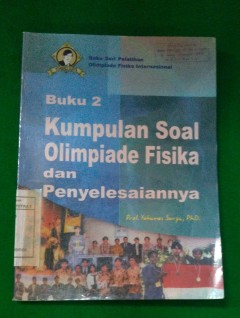 Buku Seri Pelatihan
Olimpiade Fisika Internasional
Buku 2
Kumpulan Soal
Olimpiade Fisika
dan
Penyelesaiannya
Prof. Yohanes Surya, Ph.D.